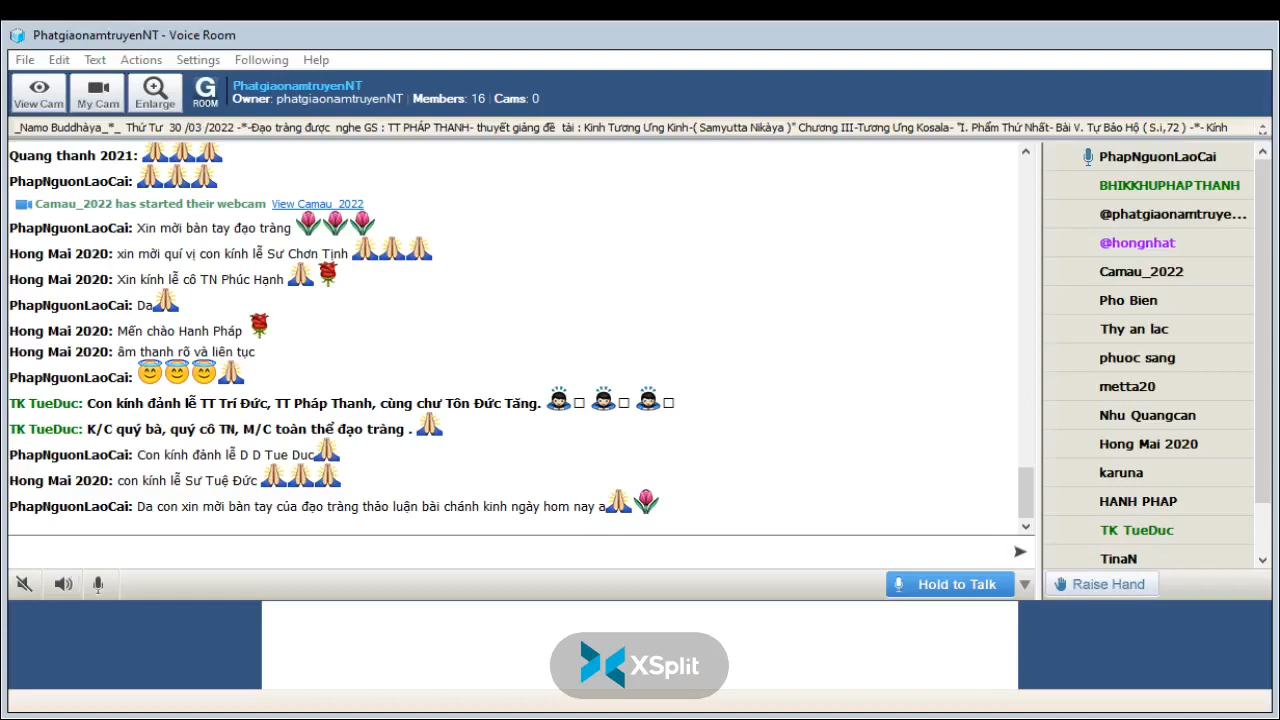 PhatgiaonamtruyenNT - Voice Room
File Edit Text Actions Settings Following Help
View Cam
My Cam
Enlarge
G ROOM
PhatgiaonamtruyenNT
Owner: phatgiaonamtruyenNT | Members: 16 | Cams: 0
_Namo Buddhàya_*_ Thứ Tư 30 /03 /2022 -*-Đạo tràng được nghe GS : TT PHÁP THANH- thuyết giảng đề tài : Kinh Tương Ưng Kinh-( Samyutta Nikàya )" Chương III-Tương Ưng Kosala- "I. Phẩm Thứ Nhất- Bài V. Tự Bảo Hộ ( S.i,72 ) -*- Kính
Quang thanh 2021:
PhapNguonLaoCai:
Camau_2022 has started their webcam View Camau_2022
PhapNguonLaoCai: Xin mời bàn tay đạo tràng
Hong Mai 2020: xin mời quí vị con kính lễ Sư Chơn Tịnh
Hong Mai 2020: Xin kính lễ cô TN Phúc Hạnh
PhapNguonLaoCai: Da
Hong Mai 2020: Mến chào Hanh Pháp
Hong Mai 2020: âm thanh rõ và liên tục
PhapNguonLaoCai:
TK TueDuc: Con kính đảnh lễ TT Trí Đức, TT Pháp Thanh, cùng chư Tôn Đức Tăng.
TK TueDuc: K/C quý bà, quý cô TN, M/C toàn thể đạo tràng .
PhapNguonLaoCai: Con kính đảnh lễ D D Tue Duc
Hong Mai 2020: con kính lễ Sư Tuệ Đức
PhapNguonLaoCai: Da con xin mời bàn tay của đạo tràng thảo luận bài chánh kinh ngày hom nay a
PhapNguonLaoCai
BHIKKHUPHAPTHANH
@phatgiaonamtruye...
@hongnhat
Camau_2022
Pho Bien
Thy an lac
phuoc sang
metta20
Nhu Quangcan
Hong Mai 2020
karuna
HANH PHAP
TK TueDuc
TinaN
Hold to Talk
Raise Hand
XSplit